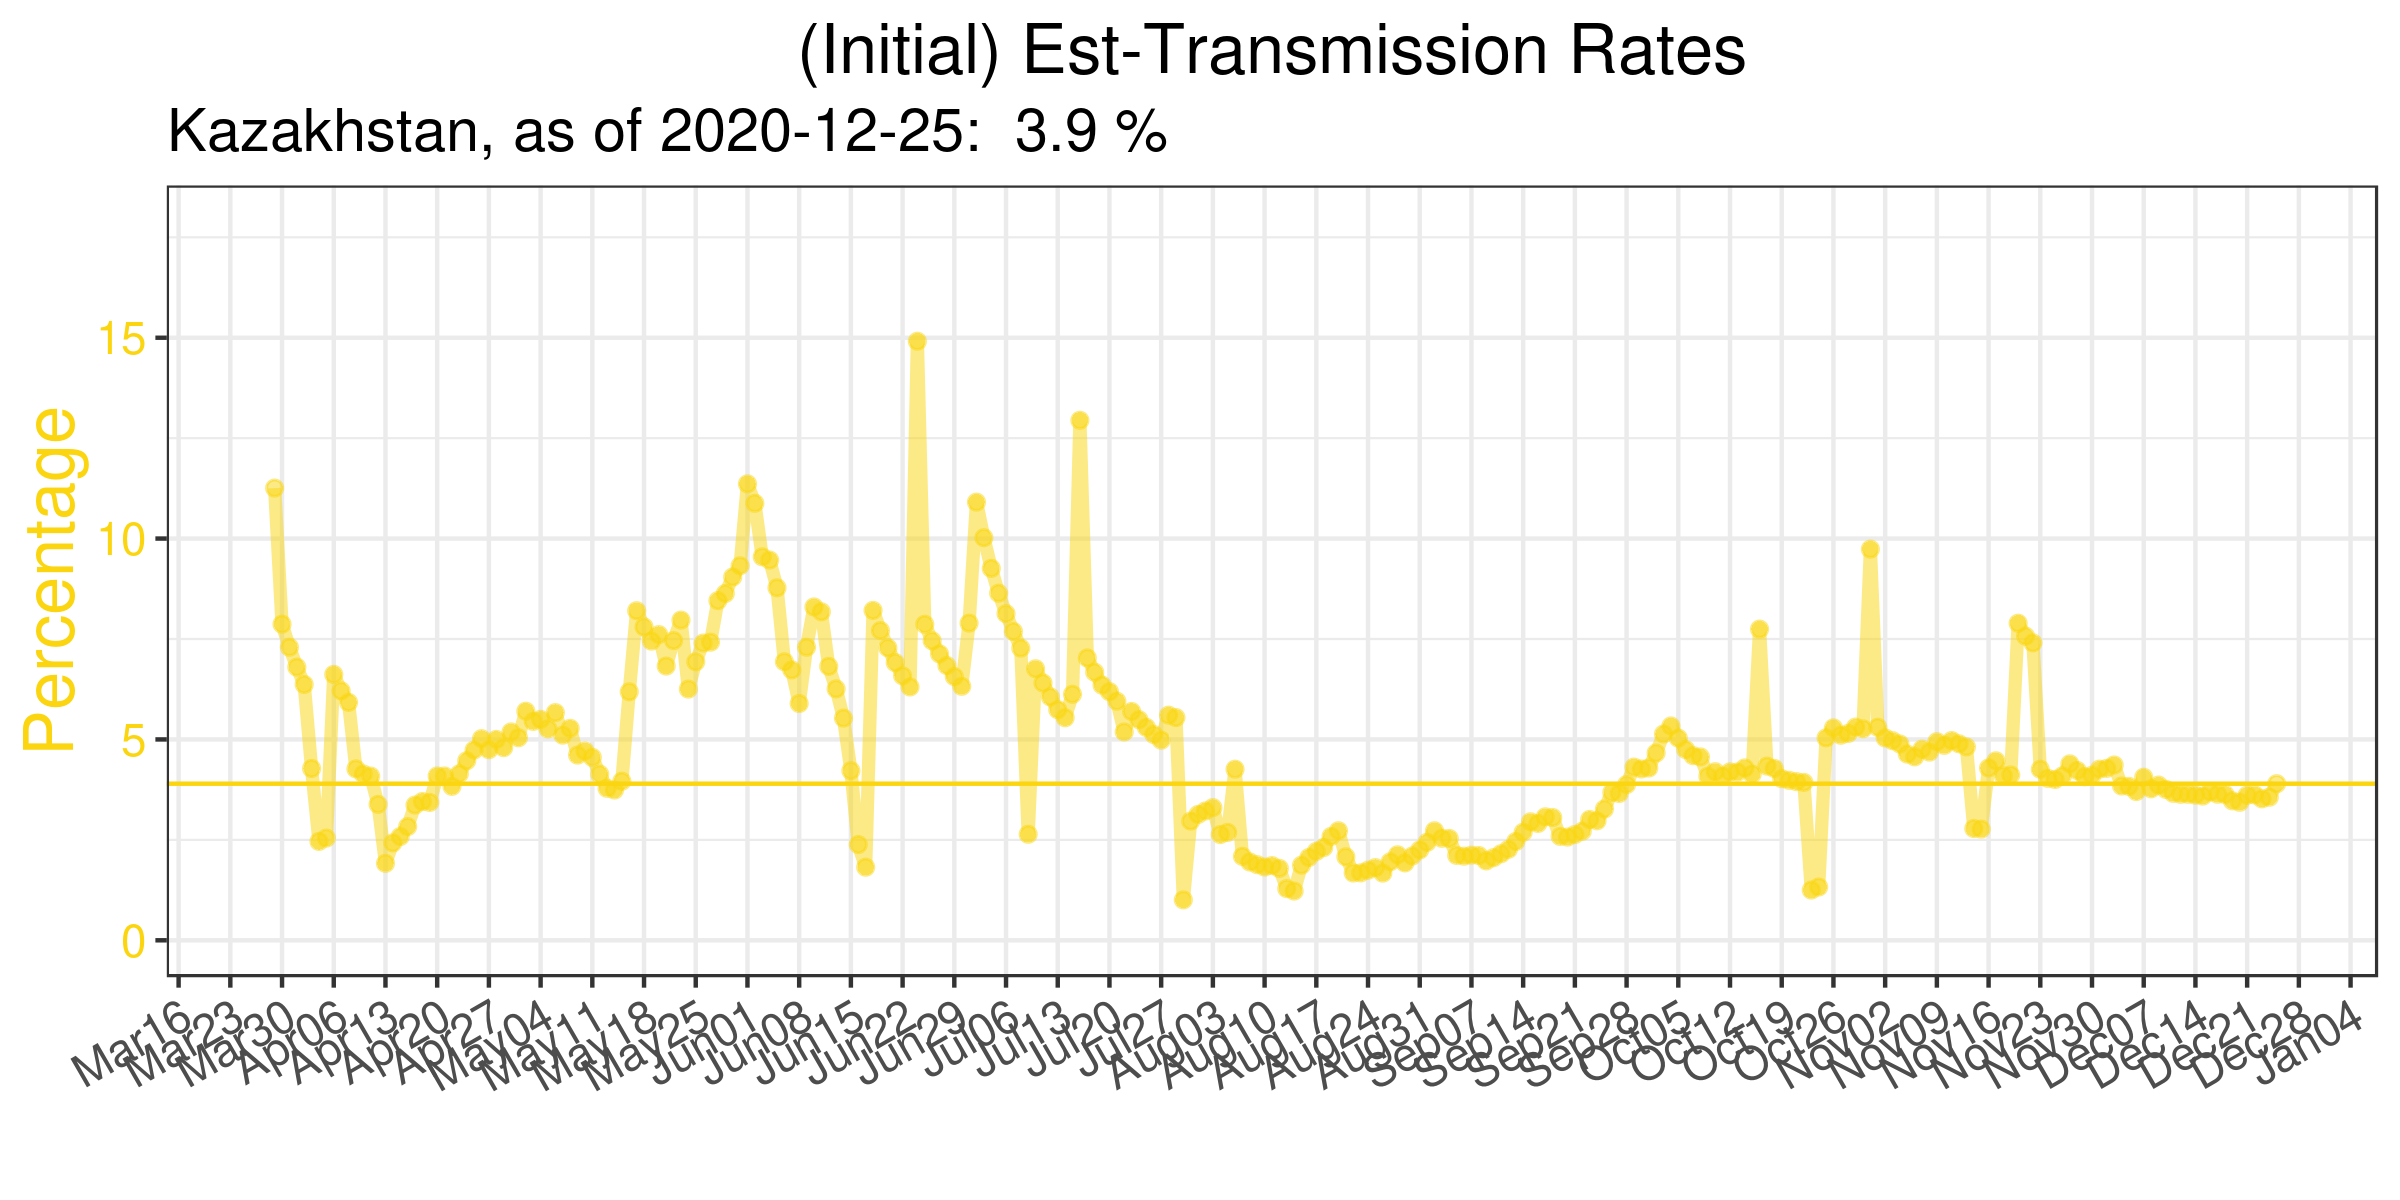 (Initial) Est-Transmission Rates
Kazakhstan, as of 2020-12-25:  3.9 %
Percentage
15
10
5
0
Mar16
Mar23
Mar30
Apr06
Apr13
Apr20
Apr27
May04
May11
May18
May25
Jun01
Jun08
Jun15
Jun22
Jun29
Jul06
Jul13
Jul20
Jul27
Aug03
Aug10
Aug17
Aug24
Aug31
Sep07
Sep14
Sep21
Sep28
Oct05
Oct12
Oct19
Oct26
Nov02
Nov09
Nov16
Nov23
Nov30
Dec07
Dec14
Dec21
Dec28
Jan04